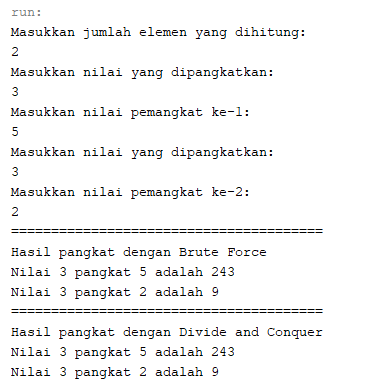 run:
Masukkan jumlah elemen yang dihitung:
2
Masukkan nilai yang dipangkatkan:
3
Masukkan nilai pemangkat ke-1:
5
Masukkan nilai yang dipangkatkan:
3
Masukkan nilai pemangkat ke-2:
2
=======================================
Hasil pangkat dengan Brute Force
Nilai 3 pangkat 5 adalah 243
Nilai 3 pangkat 2 adalah 9
=======================================
Hasil pangkat dengan Divide and Conquer
Nilai 3 pangkat 5 adalah 243
Nilai 3 pangkat 2 adalah 9